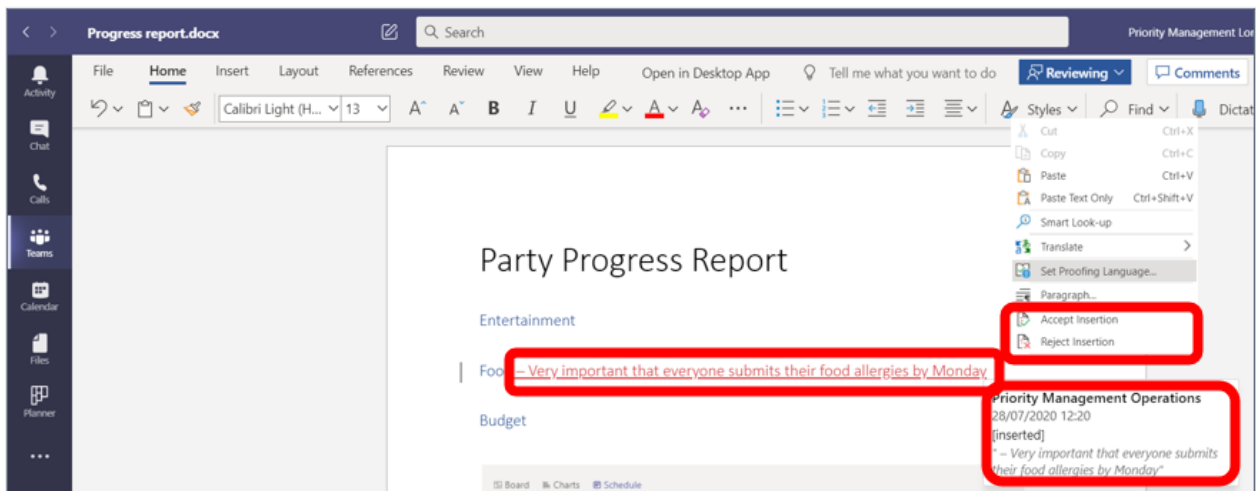 Progress report.docx Search Priority Management Lor
Activity
Chat
Calls
Teams
Calendar
Files
Planner
File Home Insert Layout References Review View Help Open in Desktop App Tell me what you want to do Reviewing Comments
Calibri Light (H... 13 A A B I U A A ... Styles Find Dictat
Cut Ctrl+X
Copy Ctrl+C
Paste Ctrl+V
Paste Text Only Ctrl+Shift+V
Smart Look-up
Translate
Set Proofing Language...
Paragraph...
Accept Insertion
Reject Insertion
Party Progress Report
Entertainment
Foo – Very important that everyone submits their food allergies by Monday
Budget
Board Charts Schedule
Priority Management Operations
28/07/2020 12:20
[inserted]
" – Very important that everyone submits
their food allergies by Monday"